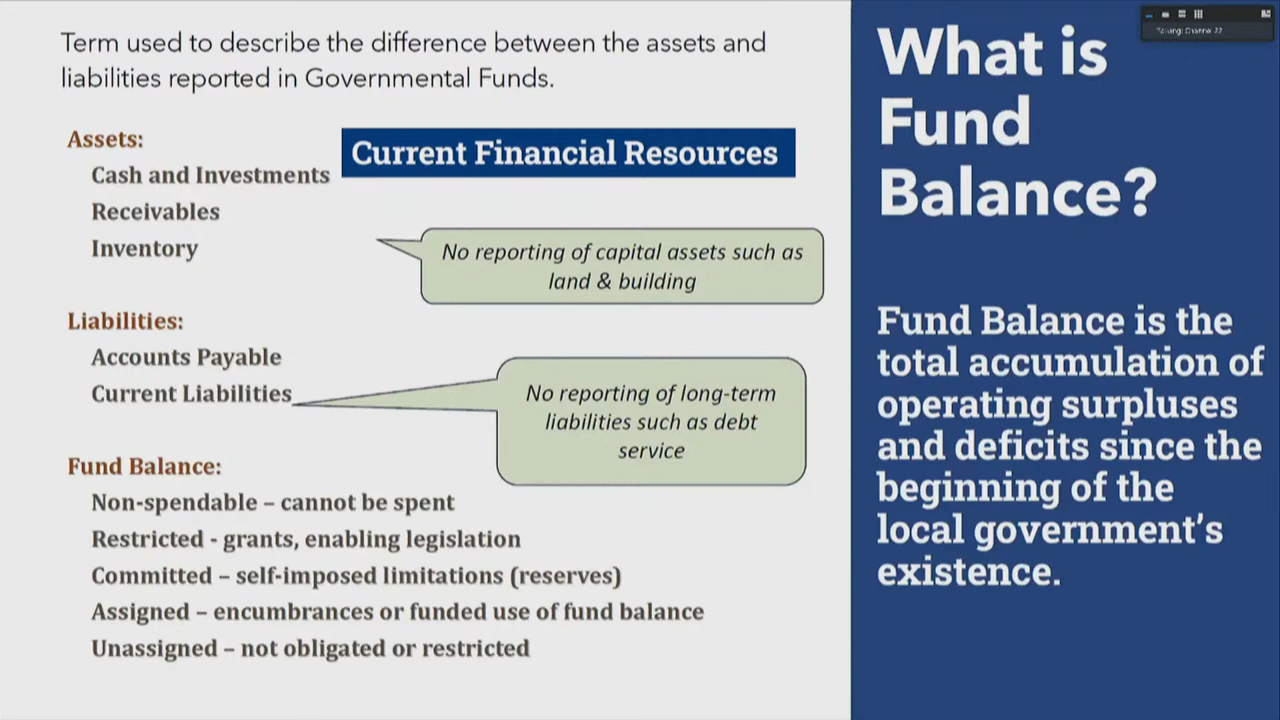 Term used to describe the difference between the assets and
liabilities reported in Governmental Funds.
Assets:
Current Financial Resources
Cash and Investments
Receivables
Inventory
No reporting of capital assets such as
land & building
Liabilities:
Accounts Payable
Current Liabilities
No reporting of long-term
liabilities such as debt
service
Fund Balance:
Non-spendable – cannot be spent
Restricted - grants, enabling legislation
Committed – self-imposed limitations (reserves)
Assigned – encumbrances or funded use of fund balance
Unassigned – not obligated or restricted
What is
Fund
Balance?
Fund Balance is the
total accumulation of
operating surpluses
and deficits since the
beginning of the
local government's
existence.
Channel 22